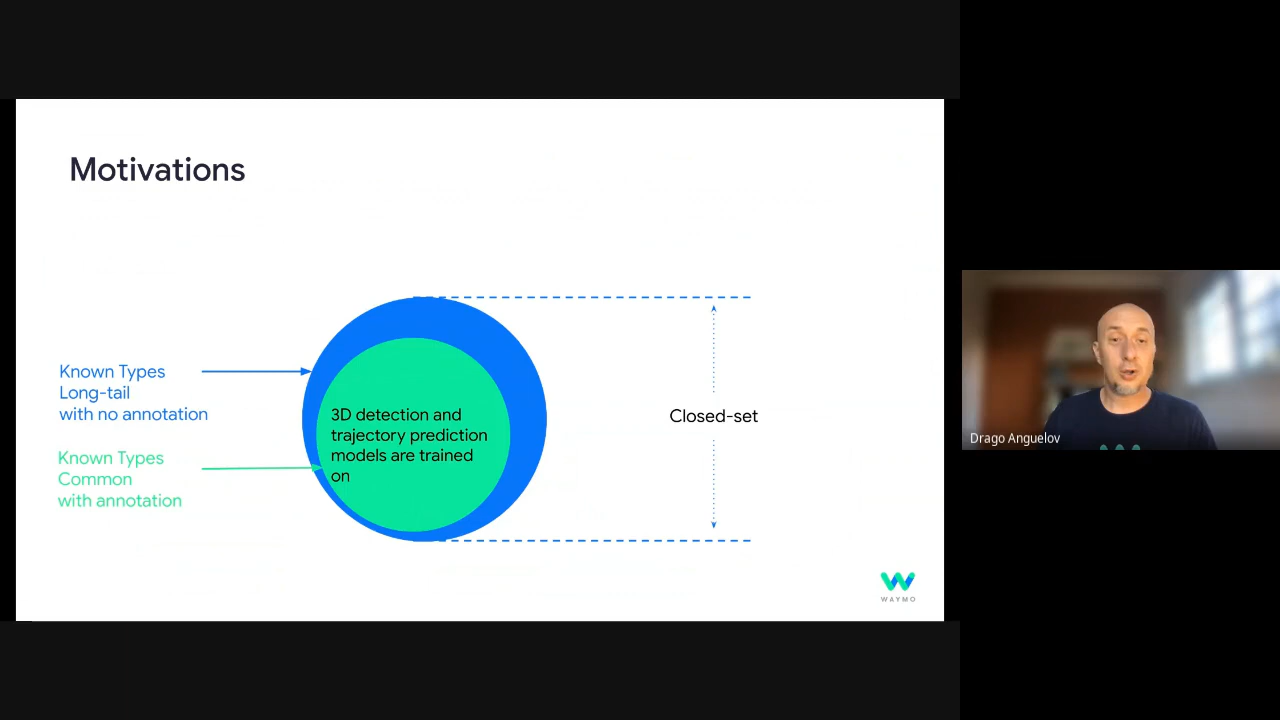 Motivations
Known Types
Long-tail
with no annotation
Known Types
Common
with annotation
3D detection and
trajectory prediction
models are trained
on
Closed-set
WAYMO
Drago Anguelov